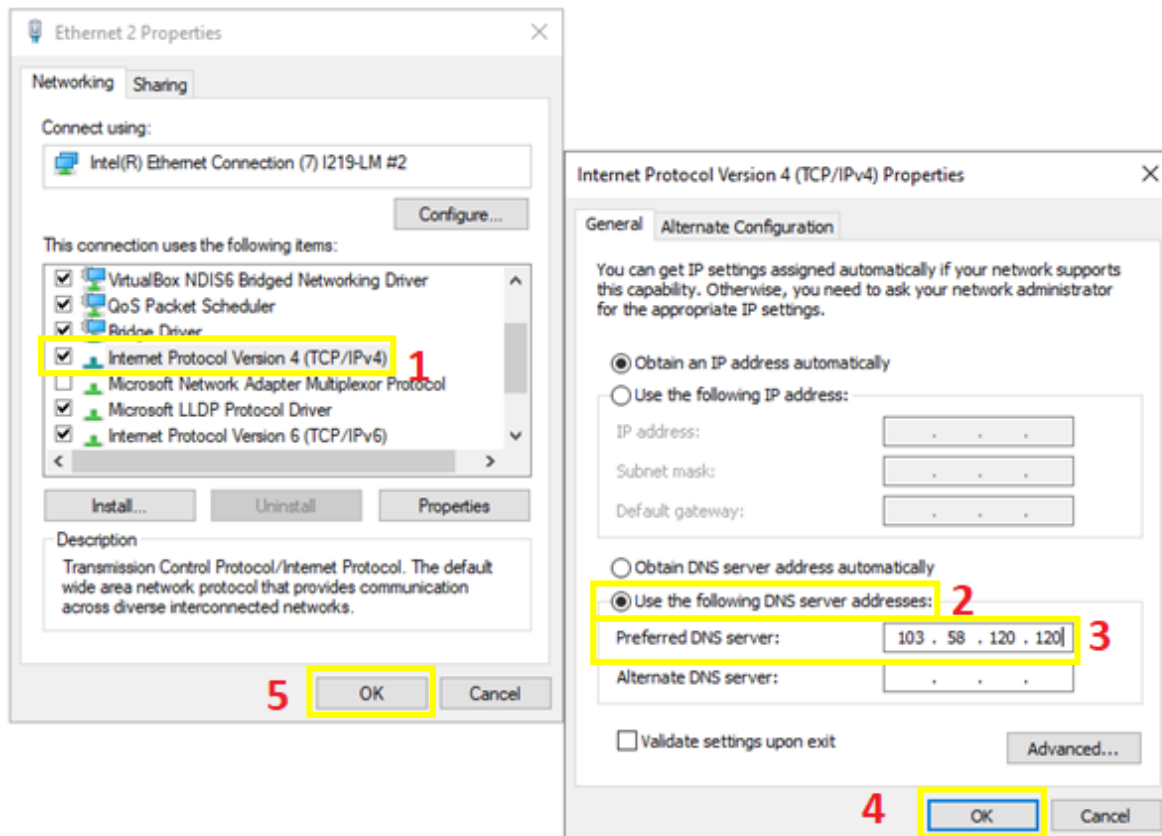 Ethernet 2 Properties
Networking
Sharing
Connect using:
Intel(R) Ethernet Connection (7) I219-LM #2
Configure...
This connection uses the following items:
VirtualBox NDIS6 Bridged Networking Driver
QoS Packet Scheduler
Bridge Driver
Internet Protocol Version 4 (TCP/IPv4)
1
Microsoft Network Adapter Multiplexor Protocol
Microsoft LLDP Protocol Driver
Internet Protocol Version 6 (TCP/IPv6)
Install...
Uninstall
Properties
Description
Transmission Control Protocol/Internet Protocol. The default
wide area network protocol that provides communication
across diverse interconnected networks.
5
OK
Cancel
Internet Protocol Version 4 (TCP/IPv4) Properties
General
Alternate Configuration
You can get IP settings assigned automatically if your network supports
this capability. Otherwise, you need to ask your network administrator
for the appropriate IP settings.
Obtain an IP address automatically
Use the following IP address:
IP address:
. . .
Subnet mask:
. . .
Default gateway:
. . .
Obtain DNS server address automatically
Use the following DNS server addresses:
2
Preferred DNS server:
103 . 58 . 120 . 120
3
Alternate DNS server:
. . .
Validate settings upon exit
Advanced...
4
OK
Cancel